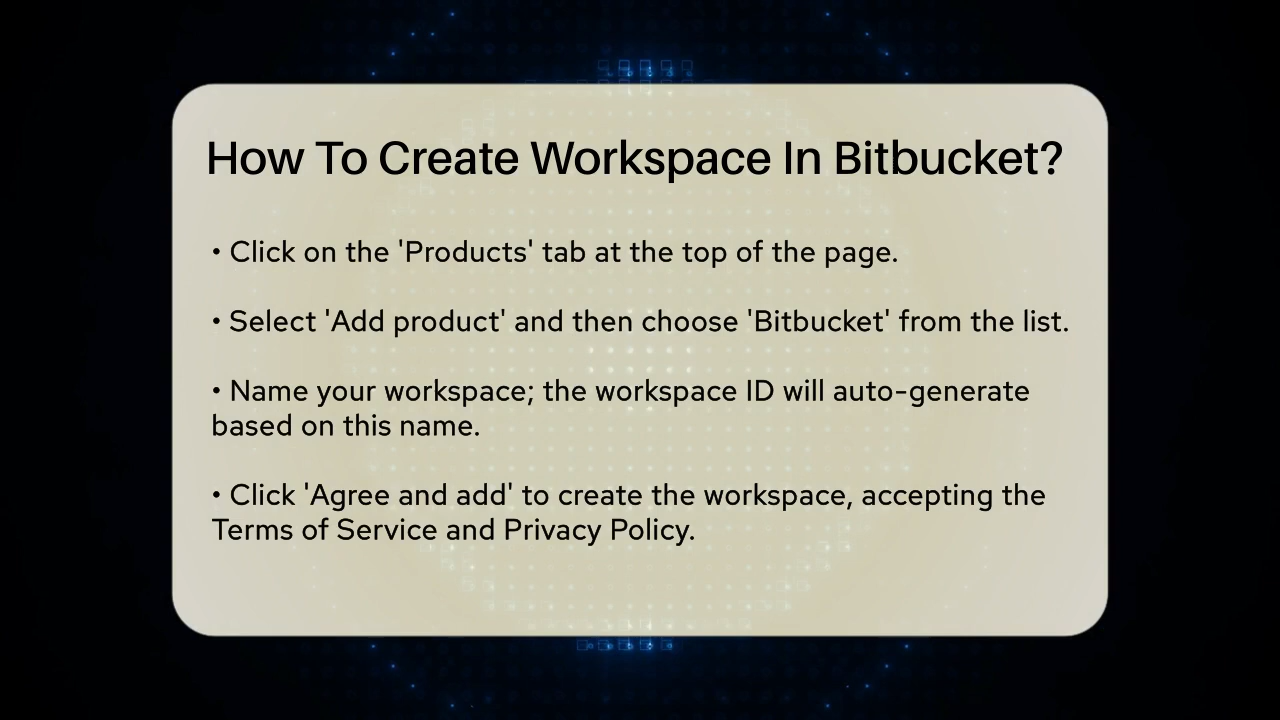 How To Create Workspace In Bitbucket?
• Click on the 'Products' tab at the top of the page.
• Select 'Add product' and then choose 'Bitbucket' from the list.
• Name your workspace; the workspace ID will auto-generate
based on this name.
• Click 'Agree and add' to create the workspace, accepting the
Terms of Service and Privacy Policy.